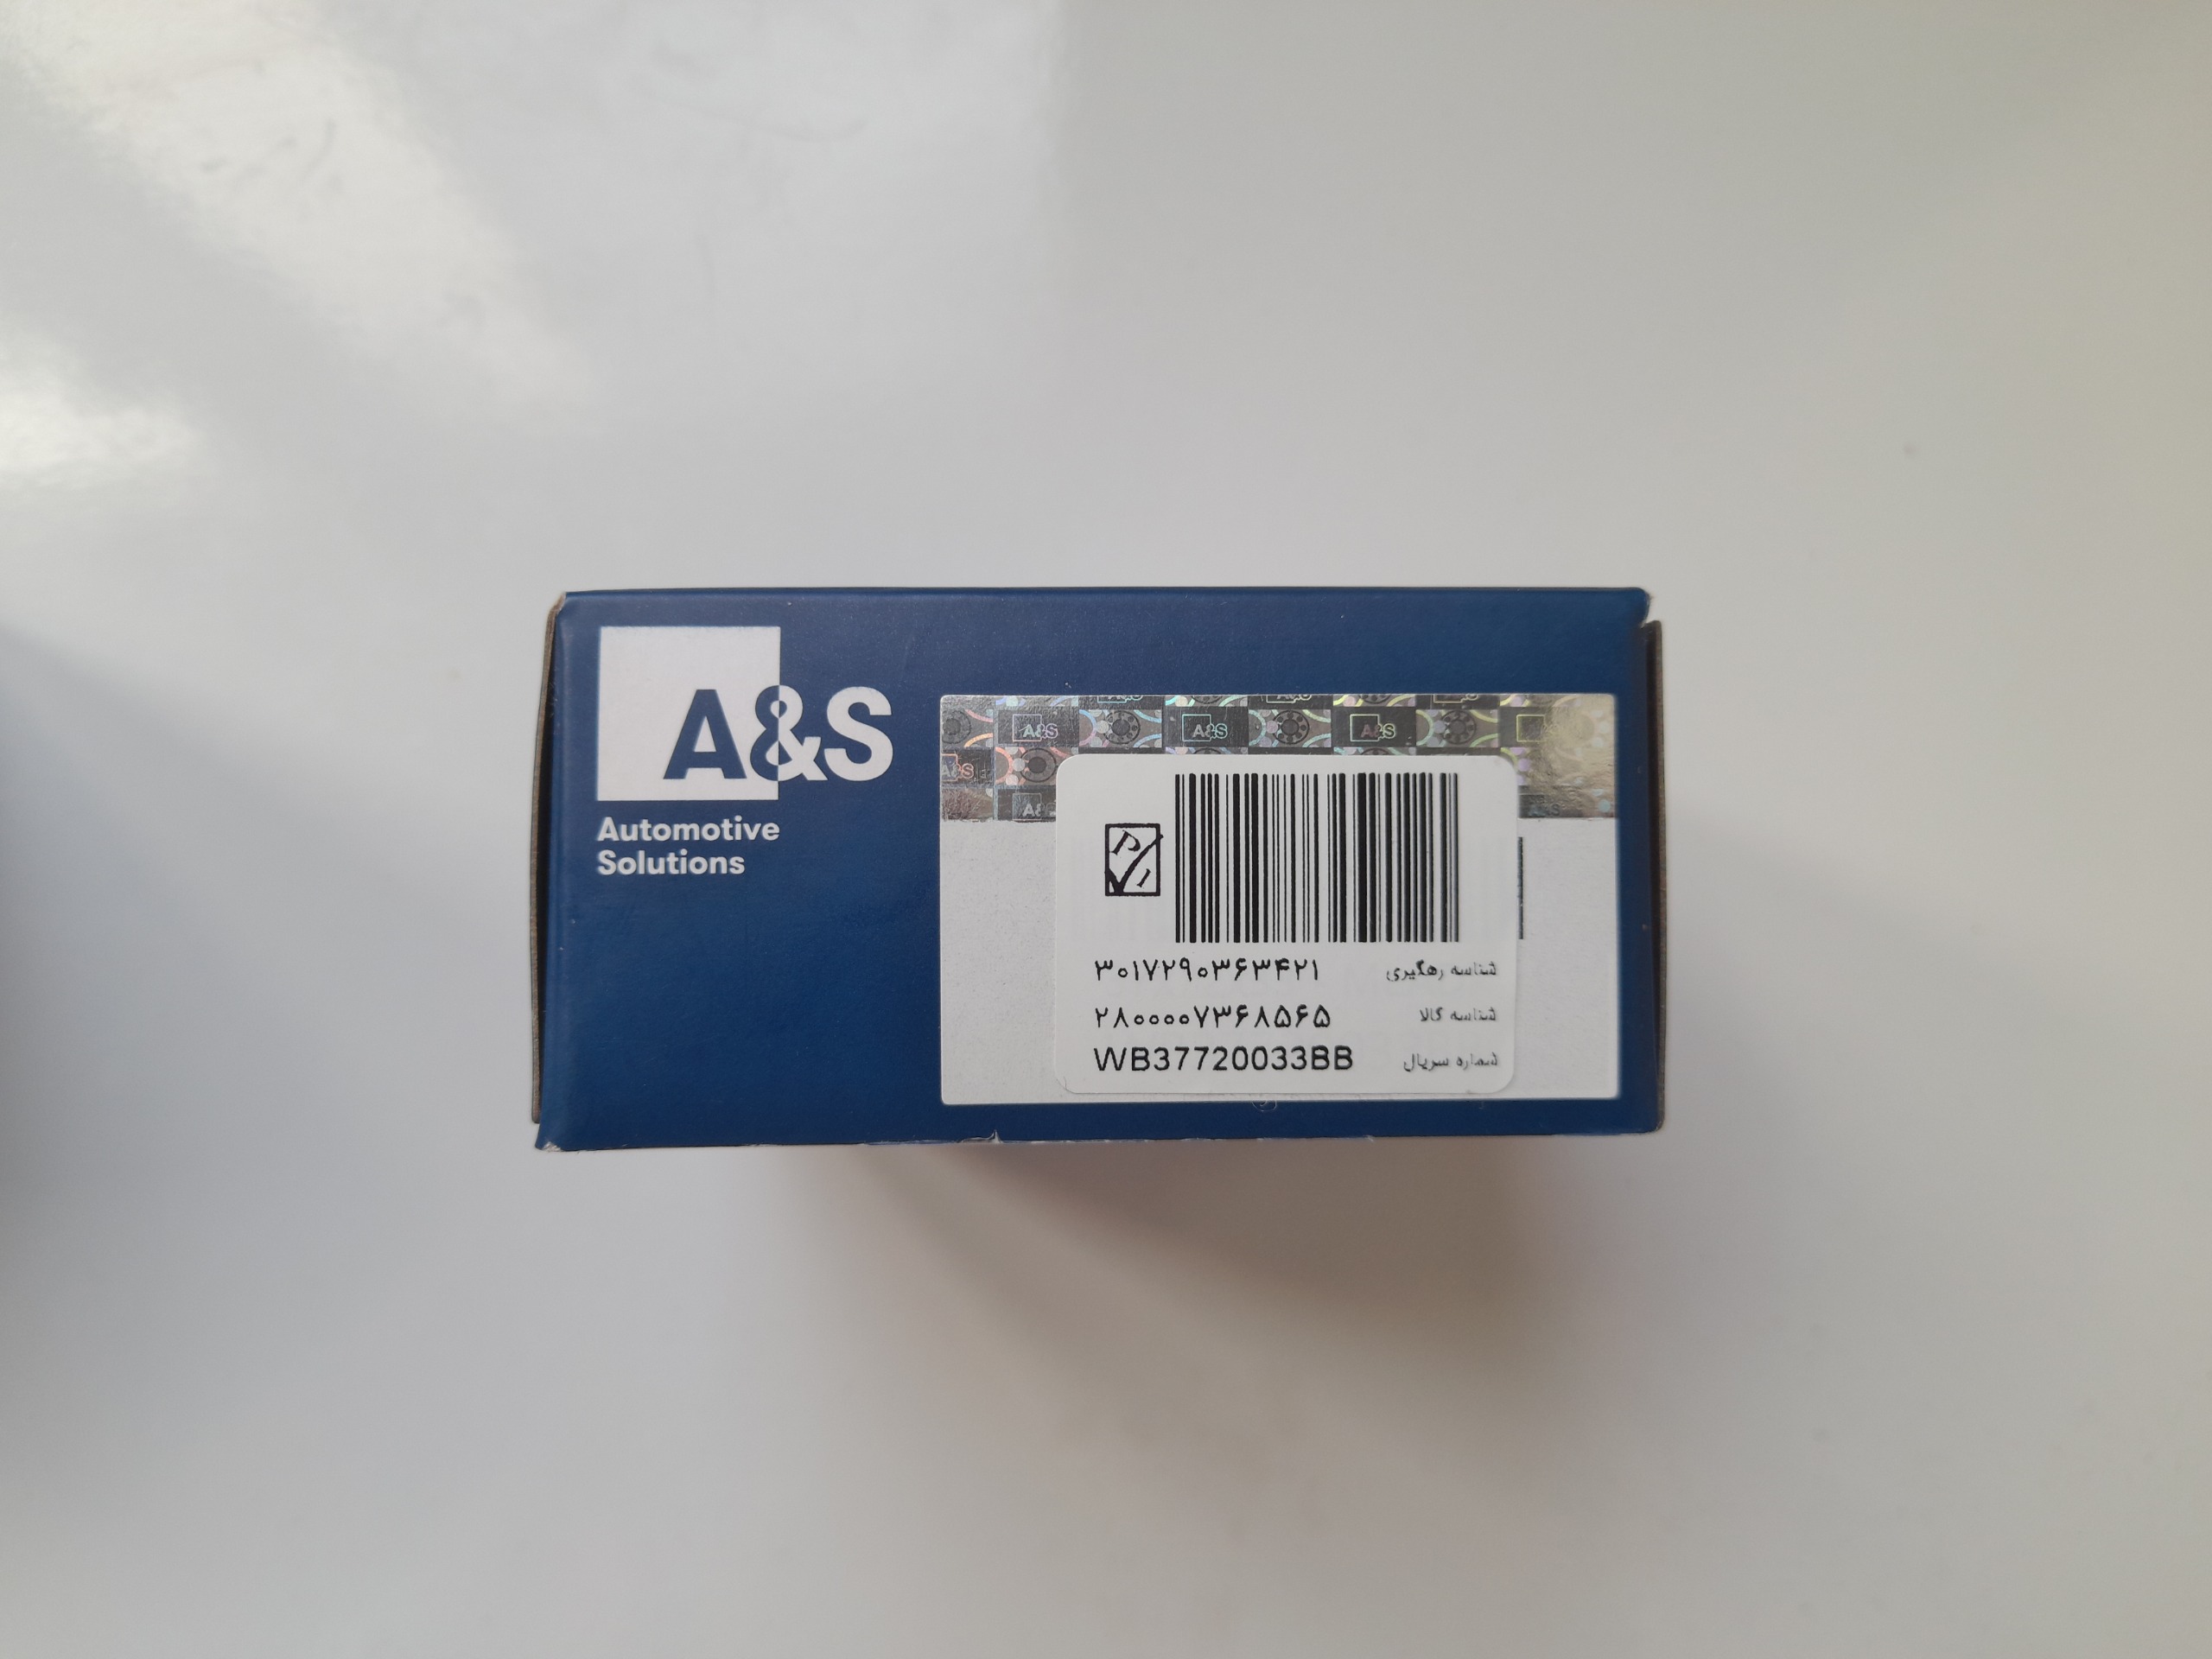 A&S
Automotive
Solutions
A&S A&S A&S
A&S
A&S
شناسه رهگیری ۳۰۱۷۲۹۰۳۶۳۴۲۱
شناسه کالا ۲۸۰۰۰۰۷۳۶۸۵۶۵
شماره سریال WB37720033BB